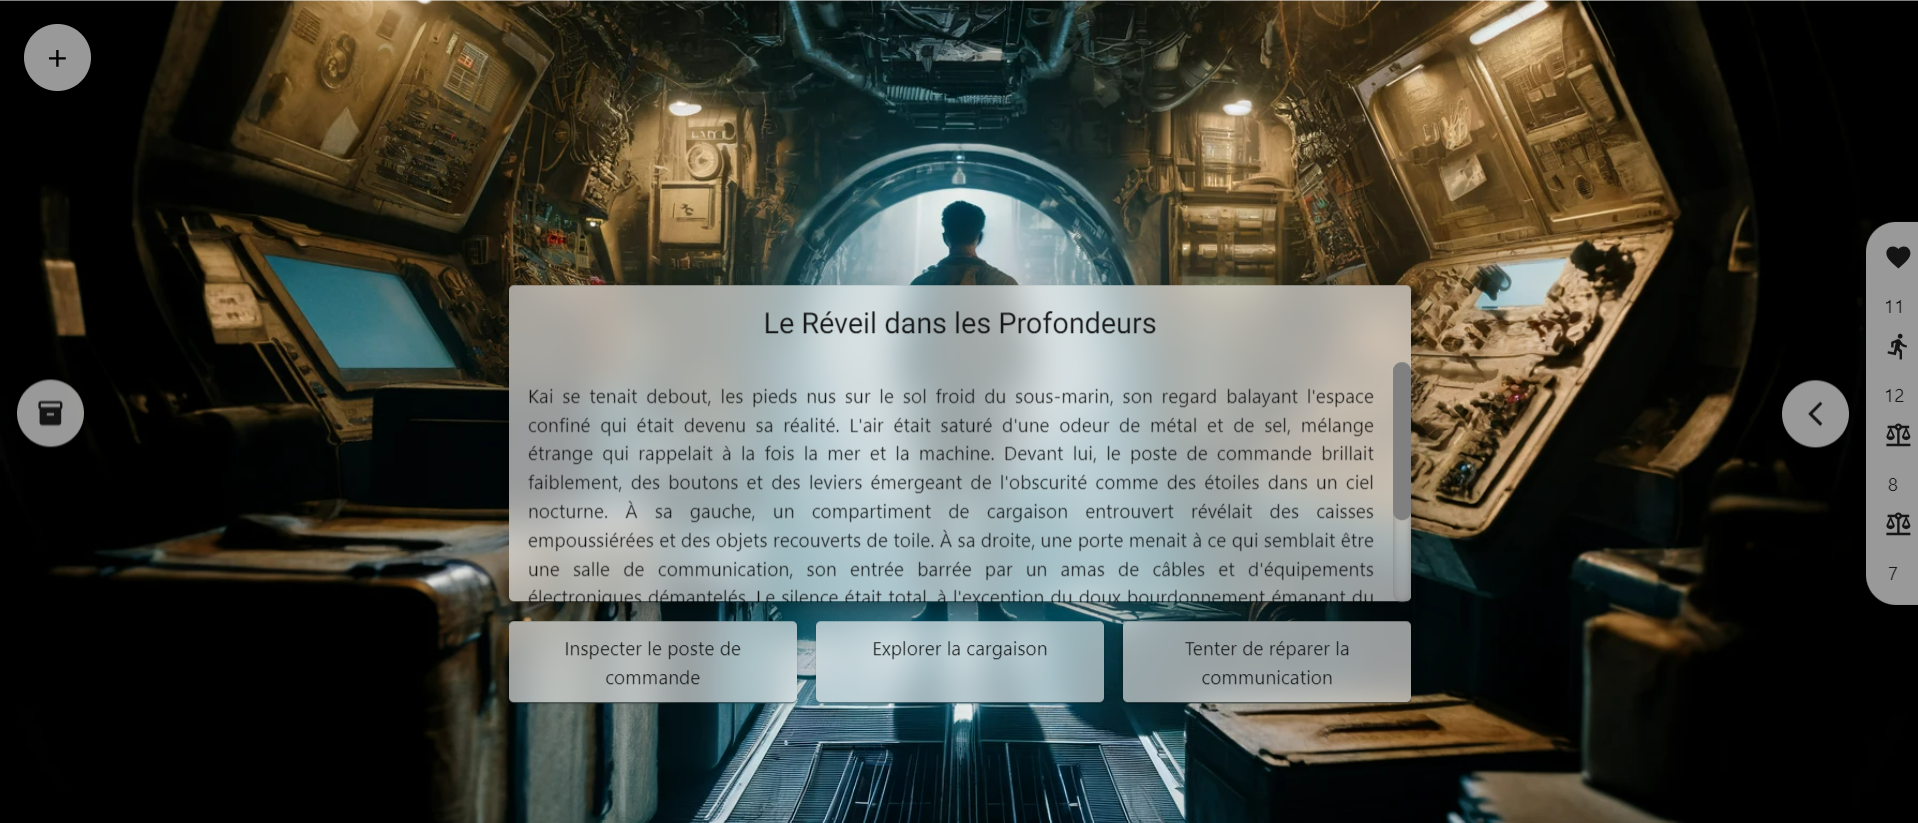 Le Réveil dans les Profondeurs
Kai se tenait debout, les pieds nus sur le sol froid du sous-marin, son regard balayant l'espace
confiné qui était devenu sa réalité. L'air était saturé d'une odeur de métal et de sel, mélange
étrange qui rappelait à la fois la mer et la machine. Devant lui, le poste de commande brillait
faiblement, des boutons et des leviers émergeant de l'obscurité comme des étoiles dans un ciel
nocturne. À sa gauche, un compartiment de cargaison entrouvert révélait des caisses
empoussiérées et des objets recouverts de toile. À sa droite, une porte menait à ce qui semblait être
une salle de communication, son entrée barrée par un amas de câbles et d'équipements
électroniques démantelés. Le silence était total, à l'exception du doux bourdonnement émanant du
Inspecter le poste de
commande
Explorer la cargaison
Tenter de réparer la
communication
11
12
8
7